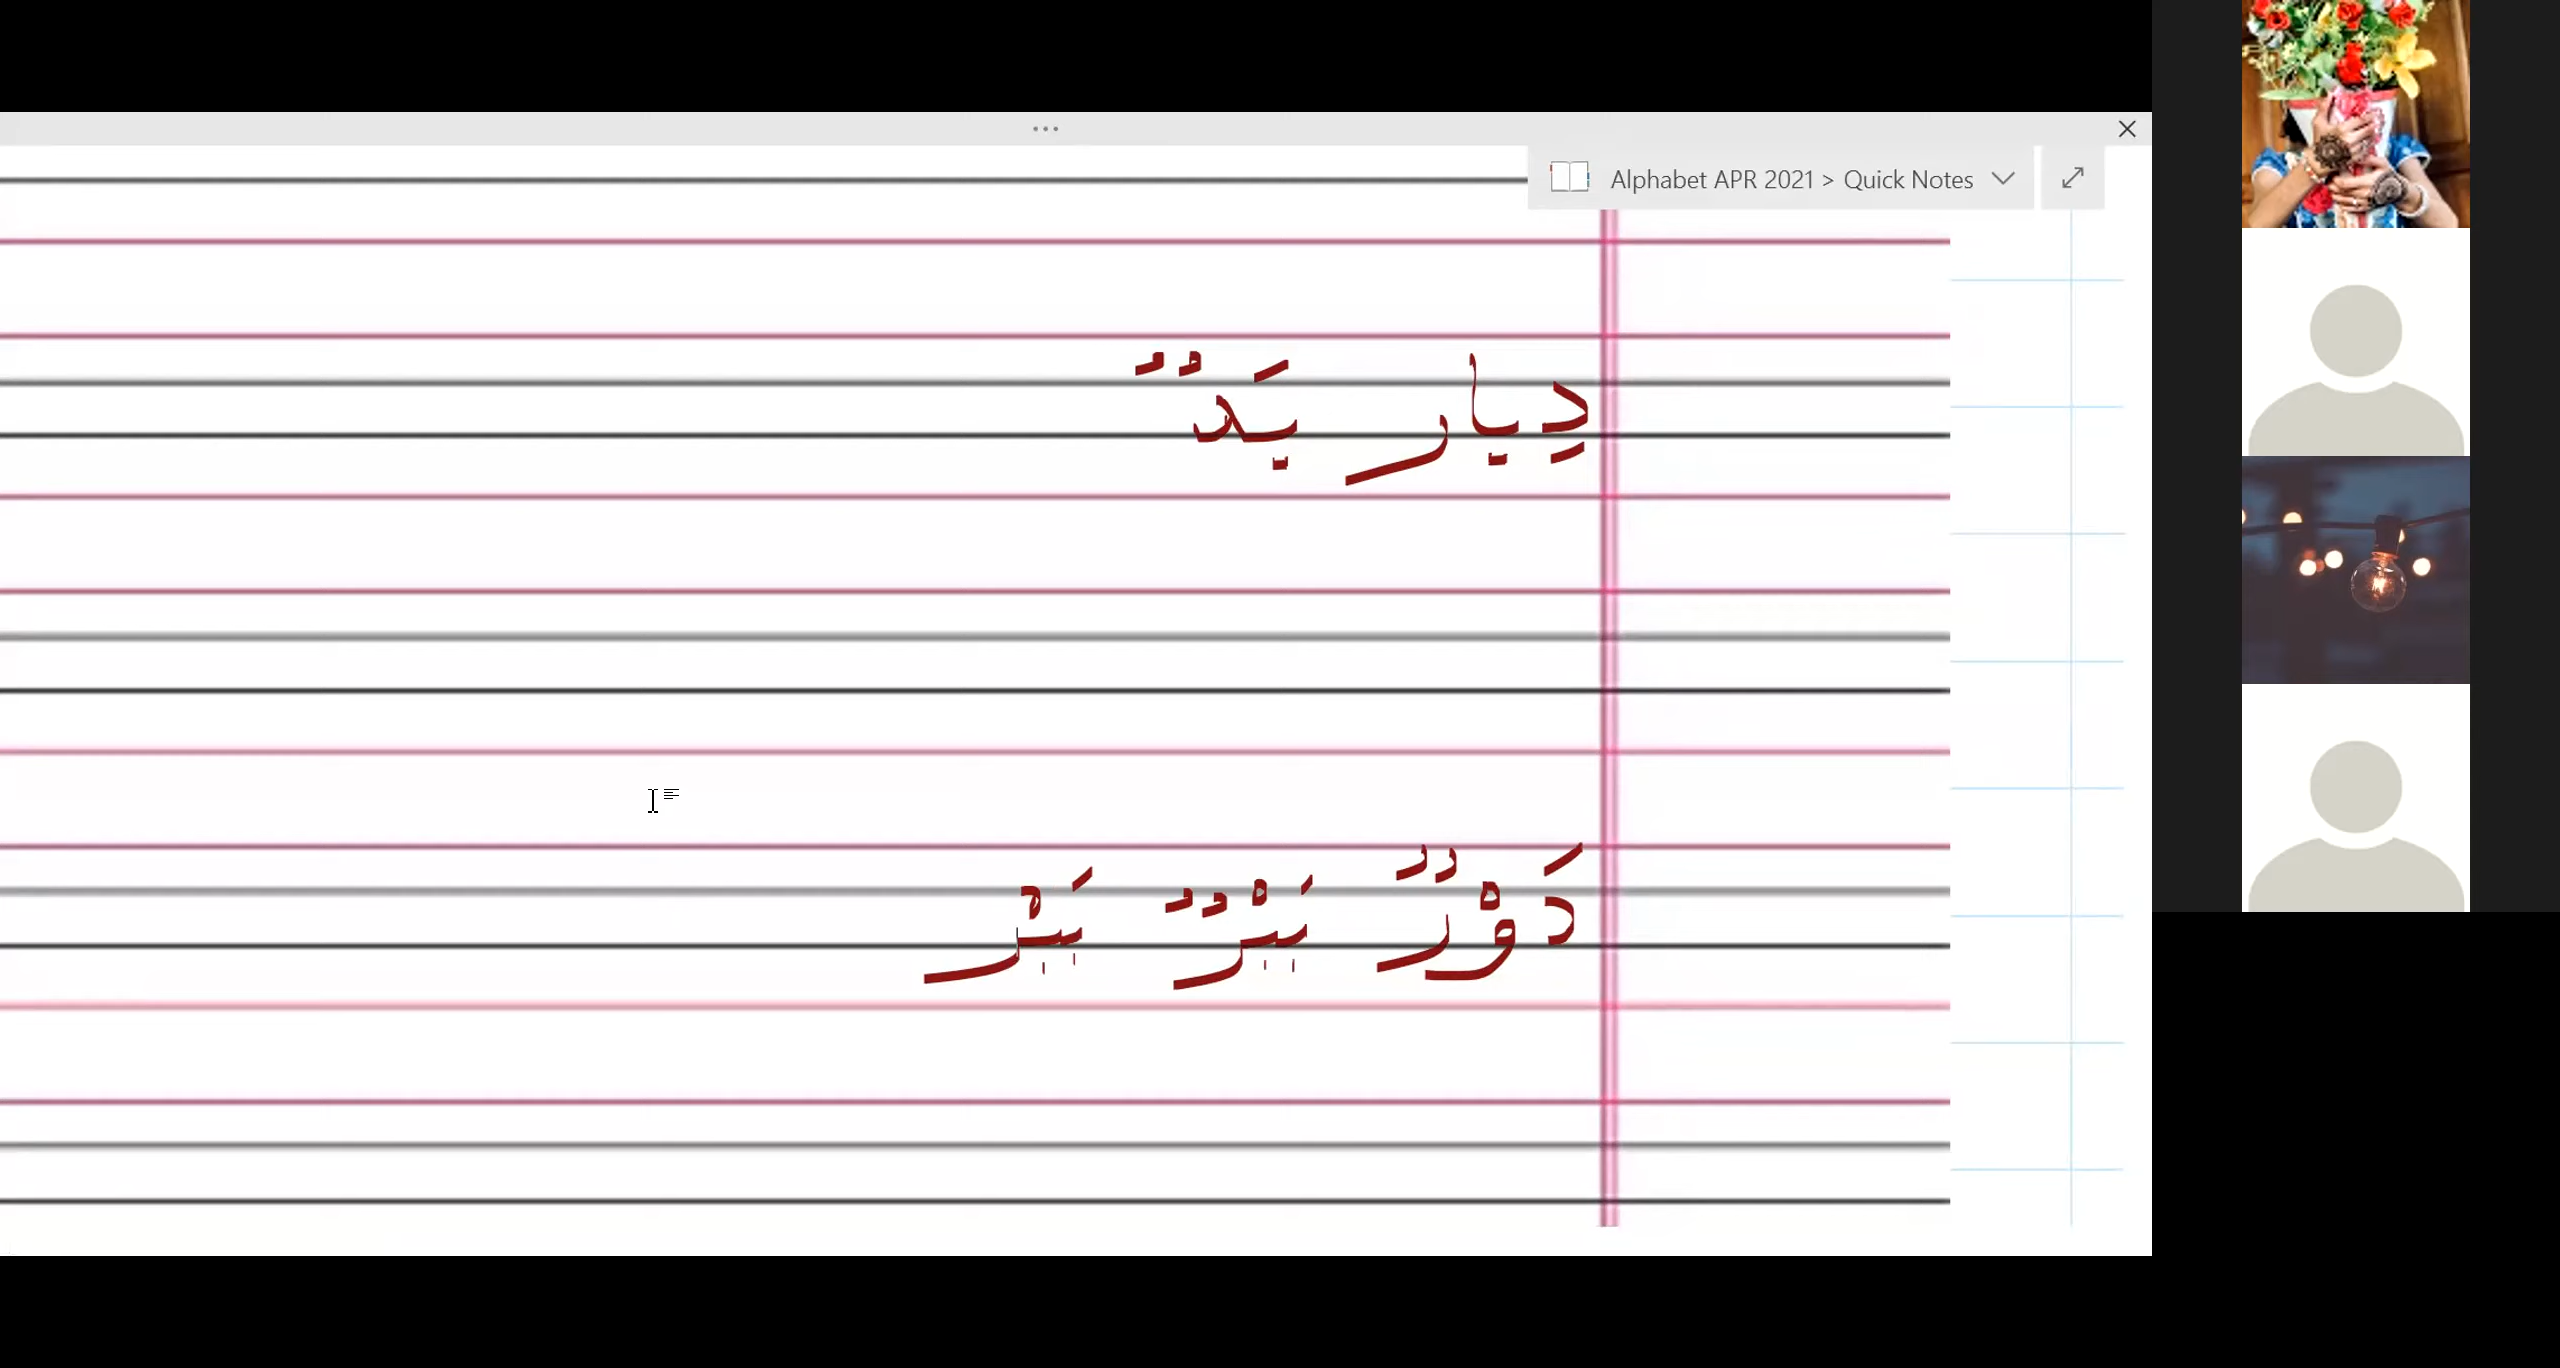 Alphabet APR 2021 > Quick Notes
دِيار يَدٌ
دَوْرٌ بَيْرٌ بَيْر